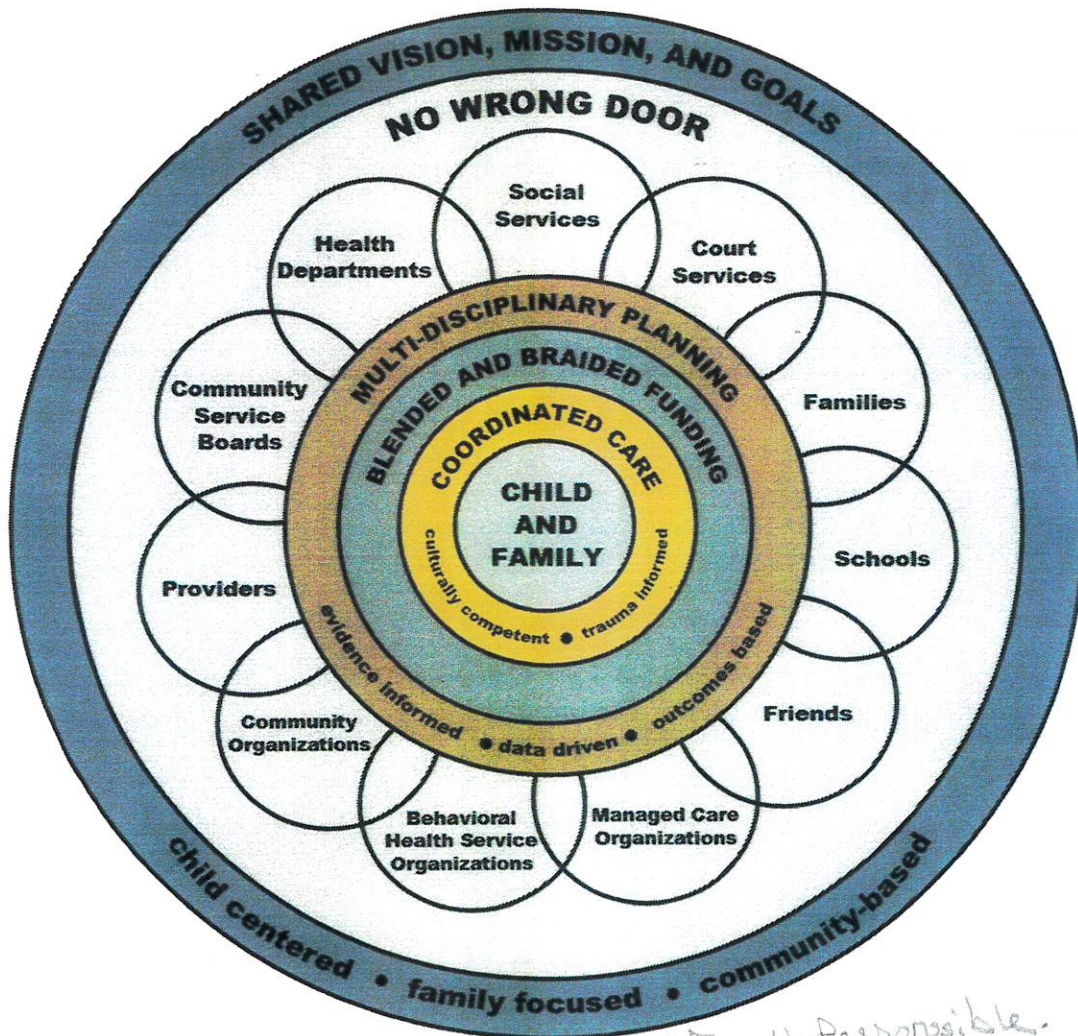 SHARED VISION, MISSION, AND GOALS
NO WRONG DOOR
Social
Services
Health
Departments
Court
Services
Community
Service
Boards
Families
Providers
Schools
Community
Organizations
Friends
Behavioral
Health Service
Organizations
Managed Care
Organizations
MULTI-DISCIPLINARY PLANNING
BLENDED AND BRAIDED FUNDING
COORDINATED CARE
CHILD
AND
FAMILY
culturally competent • trauma informed
evidence informed • data driven • outcomes based
child centered • family focused • community-based
Responsible.